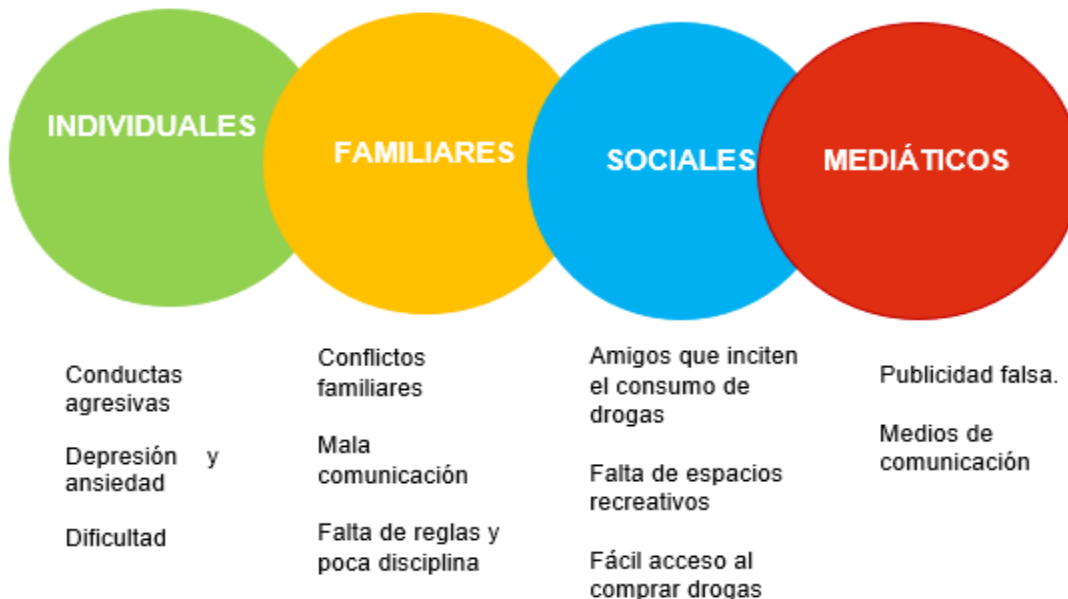 INDIVIDUALES
FAMILIARES
SOCIALES
MEDIÁTICOS
Conductas
agresivas
Depresión y
ansiedad
Dificultad
Conflictos
familiares
Mala
comunicación
Falta de reglas y
poca disciplina
Amigos que inciten
el consumo de
drogas
Falta de espacios
recreativos
Fácil acceso al
comprar drogas
Publicidad falsa.
Medios de
comunicación